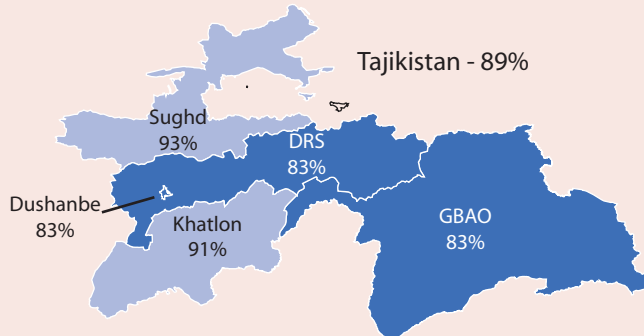 Tajikistan - 89%
Sughd
93%
DRS
83%
Dushanbe
83%
Khatlon
91%
GBAO
83%